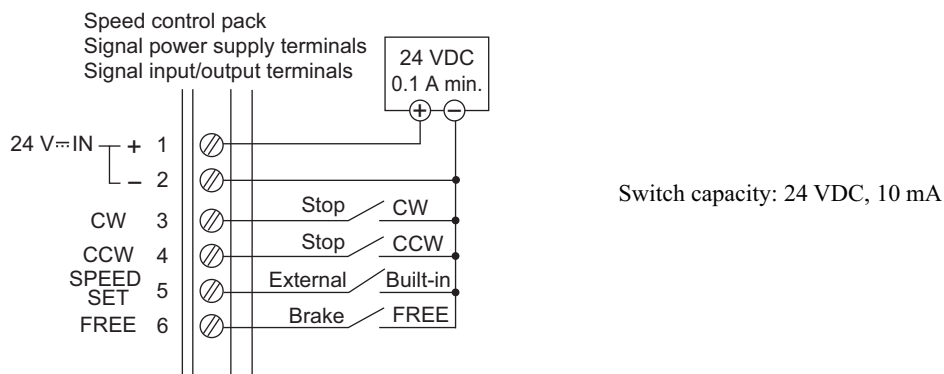 Speed control pack
Signal power supply terminals
Signal input/output terminals
24 VDC
0.1 A min.
+ −
24 V⎓IN + 1
− 2
CW 3 Stop CW
CCW 4 Stop CCW
SPEED SET 5 External Built-in
FREE 6 Brake FREE
Switch capacity: 24 VDC, 10 mA